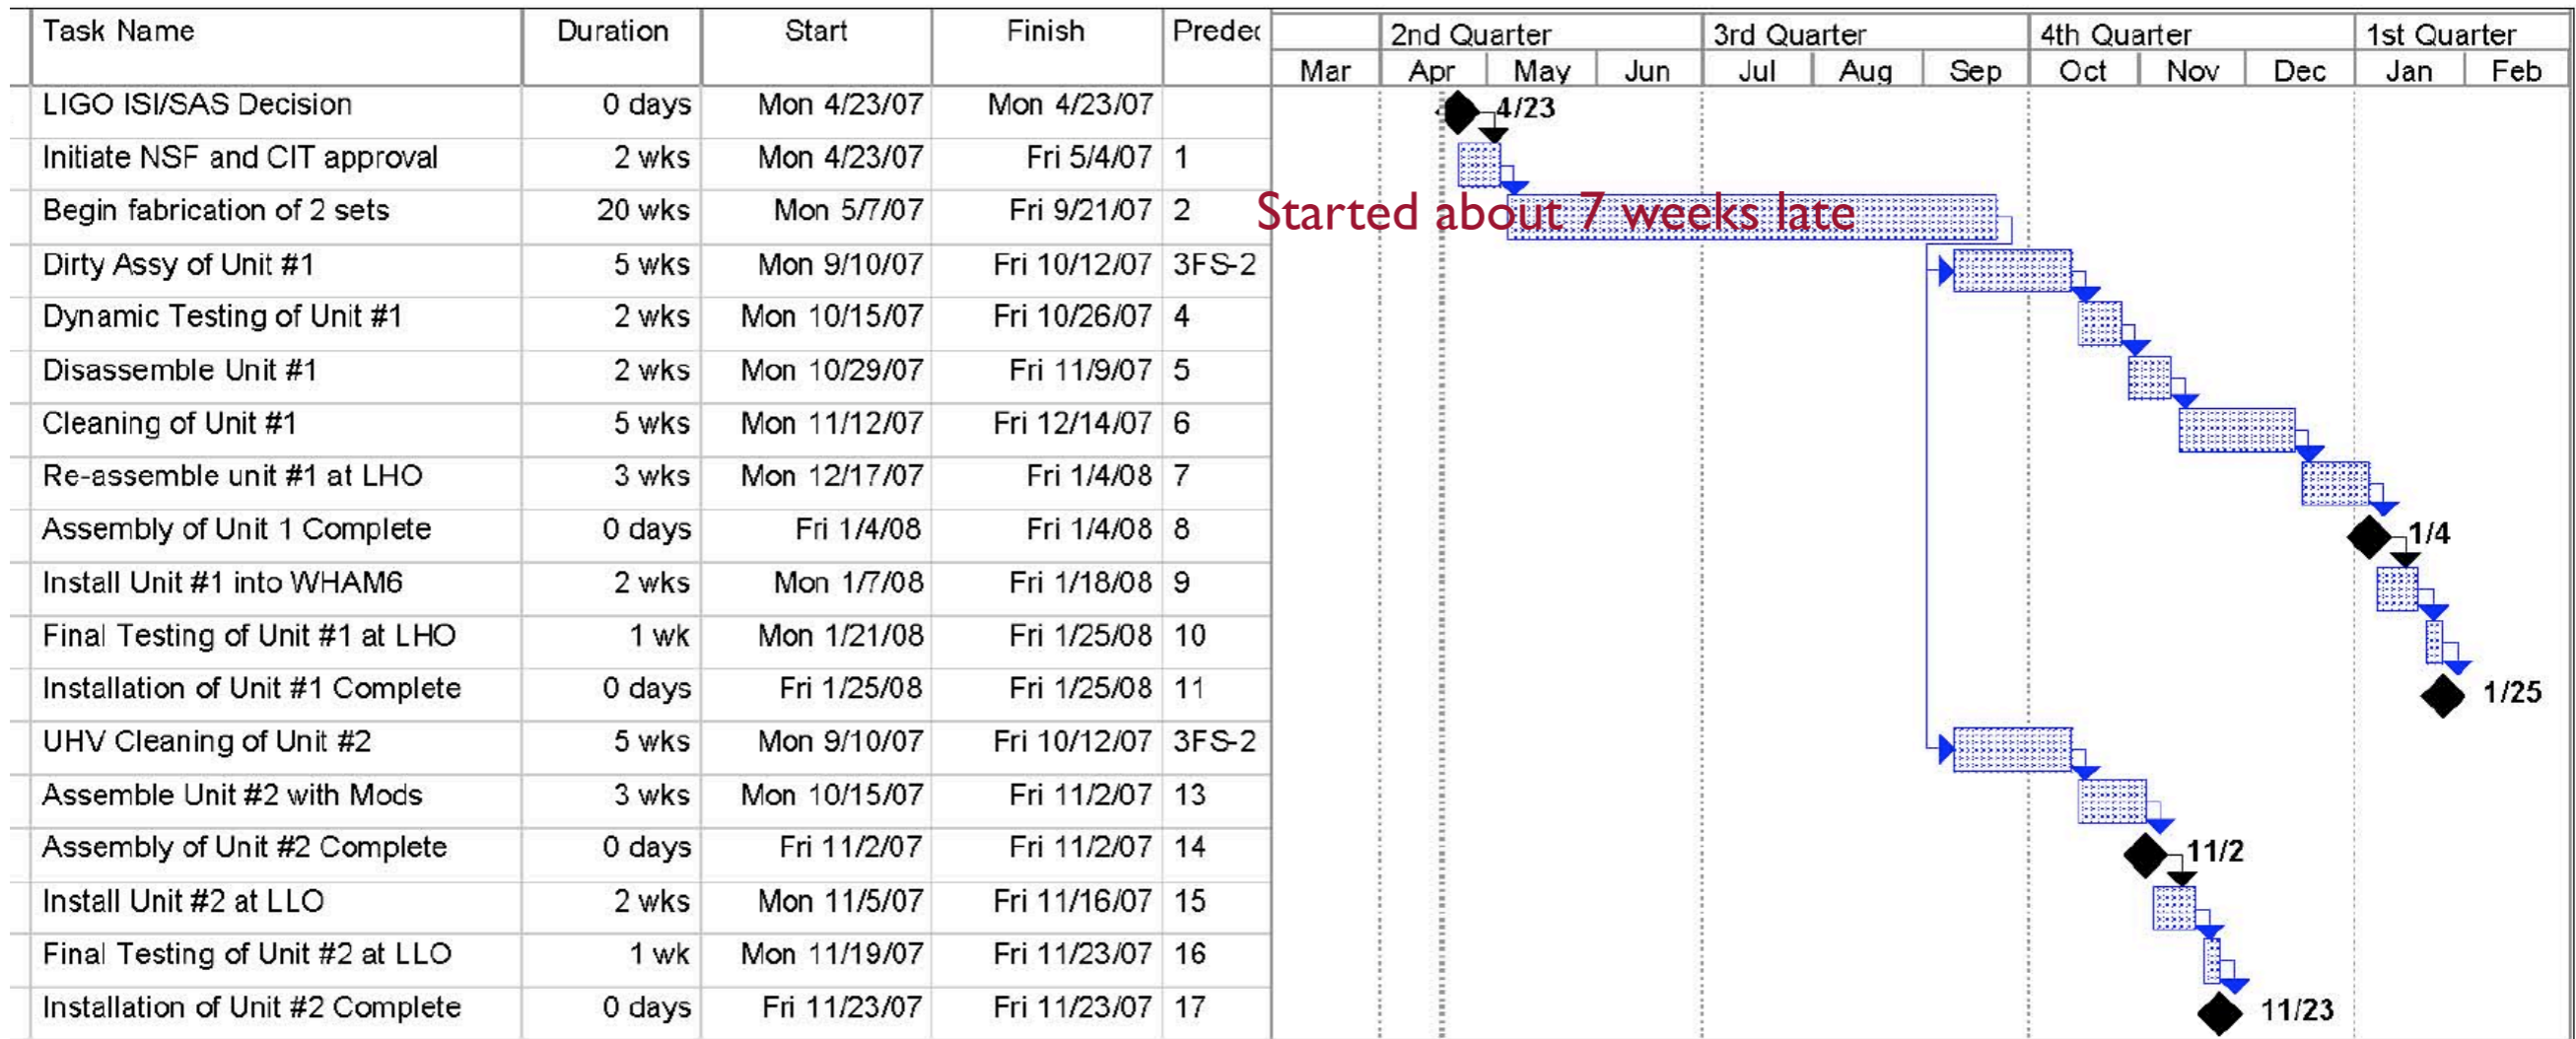 Task Name Duration Start Finish Predec 2nd Quarter 3rd Quarter 4th Quarter 1st Quarter
Mar Apr May Jun Jul Aug Sep Oct Nov Dec Jan Feb
LIGO ISI/SAS Decision 0 days Mon 4/23/07 Mon 4/23/07 4/23
Initiate NSF and CIT approval 2 wks Mon 4/23/07 Fri 5/4/07 1
Begin fabrication of 2 sets 20 wks Mon 5/7/07 Fri 9/21/07 2 Started about 7 weeks late
Dirty Assy of Unit #1 5 wks Mon 9/10/07 Fri 10/12/07 3FS-2
Dynamic Testing of Unit #1 2 wks Mon 10/15/07 Fri 10/26/07 4
Disassemble Unit #1 2 wks Mon 10/29/07 Fri 11/9/07 5
Cleaning of Unit #1 5 wks Mon 11/12/07 Fri 12/14/07 6
Re-assemble unit #1 at LHO 3 wks Mon 12/17/07 Fri 1/4/08 7
Assembly of Unit 1 Complete 0 days Fri 1/4/08 Fri 1/4/08 8 1/4
Install Unit #1 into WHAM6 2 wks Mon 1/7/08 Fri 1/18/08 9
Final Testing of Unit #1 at LHO 1 wk Mon 1/21/08 Fri 1/25/08 10
Installation of Unit #1 Complete 0 days Fri 1/25/08 Fri 1/25/08 11 1/25
UHV Cleaning of Unit #2 5 wks Mon 9/10/07 Fri 10/12/07 3FS-2
Assemble Unit #2 with Mods 3 wks Mon 10/15/07 Fri 11/2/07 13
Assembly of Unit #2 Complete 0 days Fri 11/2/07 Fri 11/2/07 14 11/2
Install Unit #2 at LLO 2 wks Mon 11/5/07 Fri 11/16/07 15
Final Testing of Unit #2 at LLO 1 wk Mon 11/19/07 Fri 11/23/07 16
Installation of Unit #2 Complete 0 days Fri 11/23/07 Fri 11/23/07 17 11/23